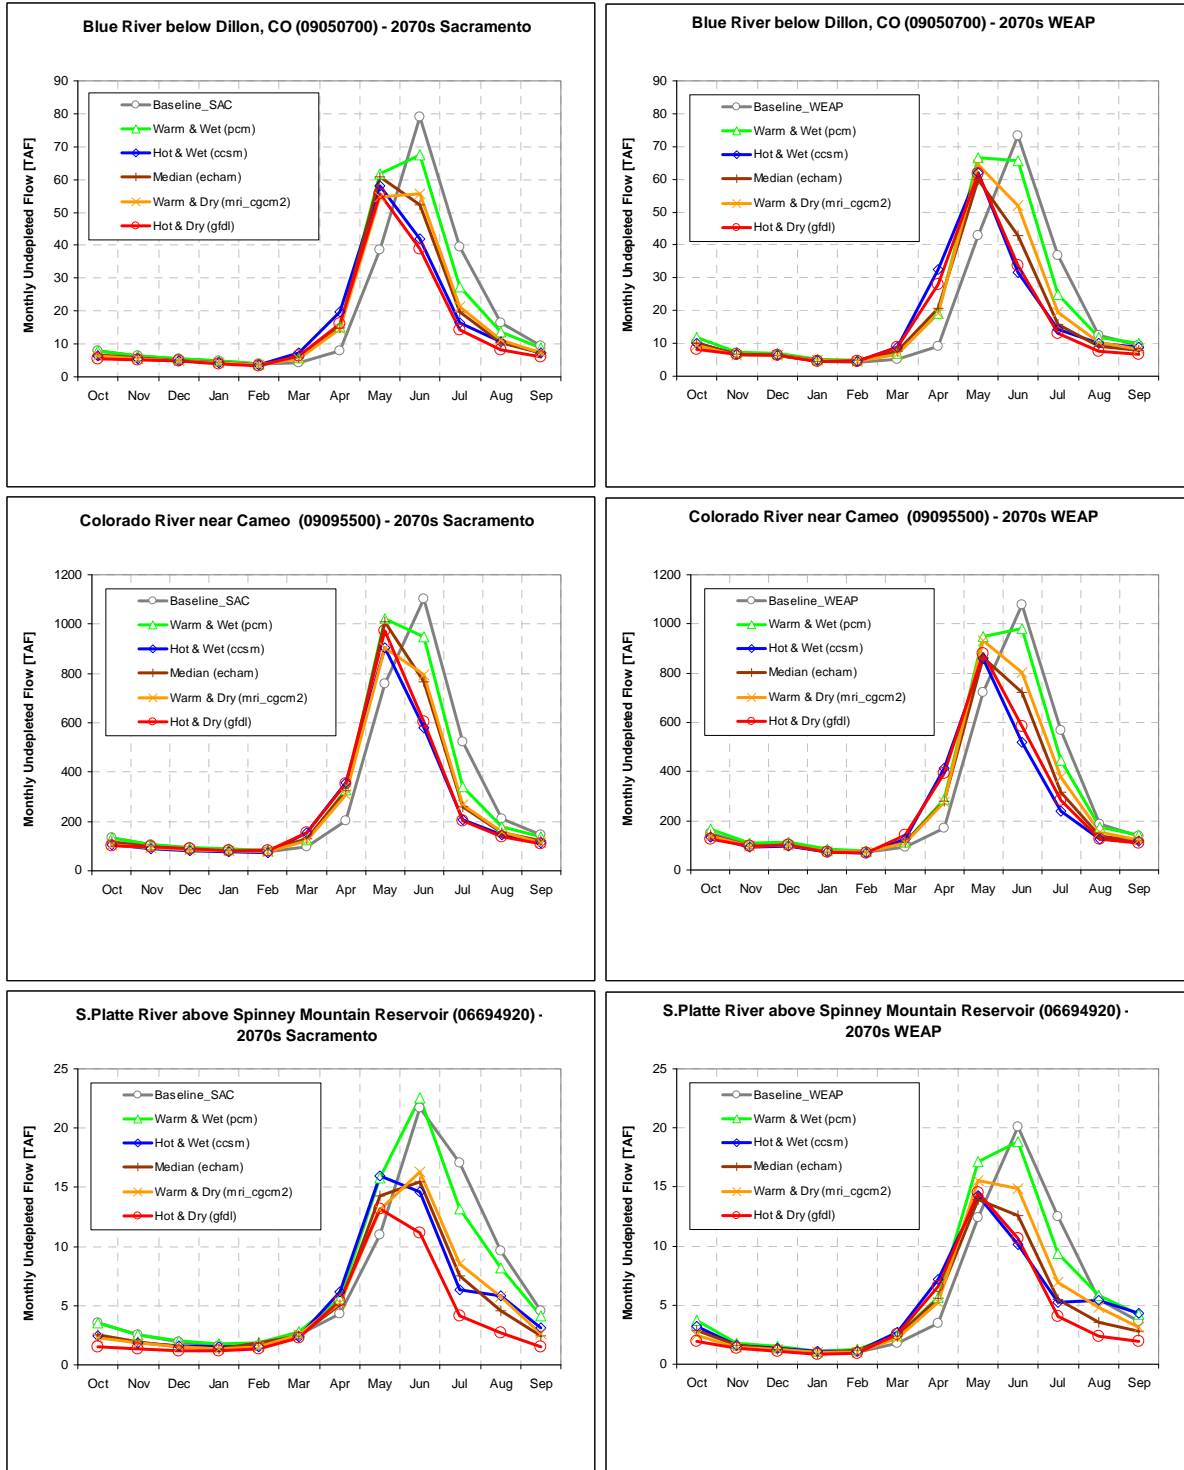 Blue River below Dillon, CO (09050700) - 2070s Sacramento
Monthly Undepleted Flow [TAF]
90
80
70
60
50
40
30
20
10
0
Baseline_SAC
Warm & Wet (pcm)
Hot & Wet (ccsm)
Median (echam)
Warm & Dry (mri_cgcm2)
Hot & Dry (gfdl)
Oct Nov Dec Jan Feb Mar Apr May Jun Jul Aug Sep
Blue River below Dillon, CO (09050700) - 2070s WEAP
Monthly Undepleted Flow [TAF]
90
80
70
60
50
40
30
20
10
0
Baseline_WEAP
Warm & Wet (pcm)
Hot & Wet (ccsm)
Median (echam)
Warm & Dry (mri_cgcm2)
Hot & Dry (gfdl)
Oct Nov Dec Jan Feb Mar Apr May Jun Jul Aug Sep
Colorado River near Cameo (09095500) - 2070s Sacramento
Monthly Undepleted Flow [TAF]
1200
1000
800
600
400
200
0
Baseline_SAC
Warm & Wet (pcm)
Hot & Wet (ccsm)
Median (echam)
Warm & Dry (mri_cgcm2)
Hot & Dry (gfdl)
Oct Nov Dec Jan Feb Mar Apr May Jun Jul Aug Sep
Colorado River near Cameo (09095500) - 2070s WEAP
Monthly Undepleted Flow [TAF]
1200
1000
800
600
400
200
0
Baseline_WEAP
Warm & Wet (pcm)
Hot & Wet (ccsm)
Median (echam)
Warm & Dry (mri_cgcm2)
Hot & Dry (gfdl)
Oct Nov Dec Jan Feb Mar Apr May Jun Jul Aug Sep
S.Platte River above Spinney Mountain Reservoir (06694920) -
2070s Sacramento
Monthly Undepleted Flow [TAF]
25
20
15
10
5
0
Baseline_SAC
Warm & Wet (pcm)
Hot & Wet (ccsm)
Median (echam)
Warm & Dry (mri_cgcm2)
Hot & Dry (gfdl)
Oct Nov Dec Jan Feb Mar Apr May Jun Jul Aug Sep
S.Platte River above Spinney Mountain Reservoir (06694920) -
2070s WEAP
Monthly Undepleted Flow [TAF]
25
20
15
10
5
0
Baseline_WEAP
Warm & Wet (pcm)
Hot & Wet (ccsm)
Median (echam)
Warm & Dry (mri_cgcm2)
Hot & Dry (gfdl)
Oct Nov Dec Jan Feb Mar Apr May Jun Jul Aug Sep